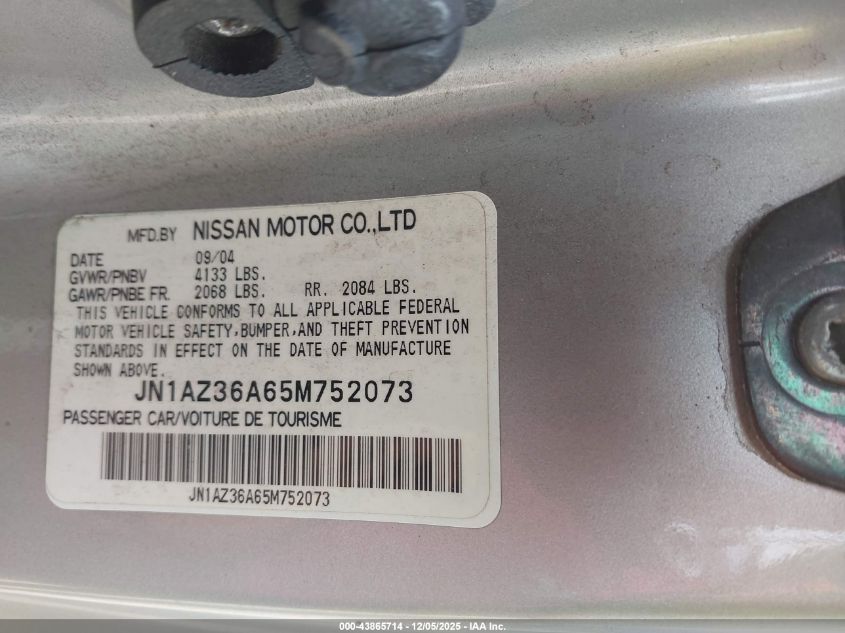 MFD.BY NISSAN MOTOR CO.,LTD
DATE 09/04
GVWR/PNBV 4133 LBS.
GAWR/PNBE FR. 2068 LBS. RR. 2084 LBS.
THIS VEHICLE CONFORMS TO ALL APPLICABLE FEDERAL
MOTOR VEHICLE SAFETY,BUMPER,AND THEFT PREVENTION
STANDARDS IN EFFECT ON THE DATE OF MANUFACTURE
SHOWN ABOVE.
JN1AZ36A65M752073
PASSENGER CAR/VOITURE DE TOURISME
JN1AZ36A65M752073
000-43865714 - 12/05/2025 - IAA Inc.